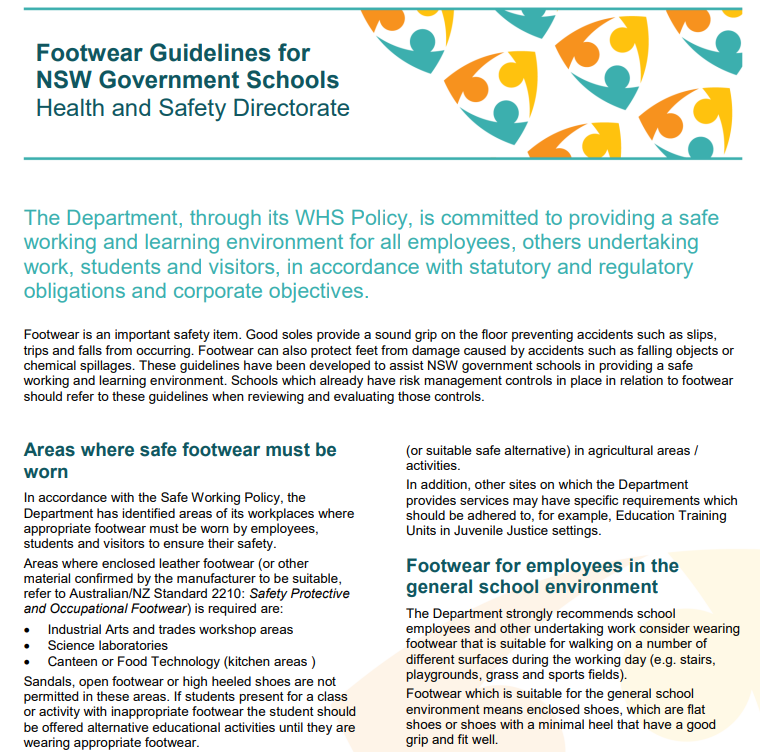 Footwear Guidelines for
NSW Government Schools
Health and Safety Directorate
The Department, through its WHS Policy, is committed to providing a safe
working and learning environment for all employees, others undertaking
work, students and visitors, in accordance with statutory and regulatory
obligations and corporate objectives.
Footwear is an important safety item. Good soles provide a sound grip on the floor preventing accidents such as slips,
trips and falls from occurring. Footwear can also protect feet from damage caused by accidents such as falling objects or
chemical spillages. These guidelines have been developed to assist NSW government schools in providing a safe
working and learning environment. Schools which already have risk management controls in place in relation to footwear
should refer to these guidelines when reviewing and evaluating those controls.
Areas where safe footwear must be
worn
In accordance with the Safe Working Policy, the
Department has identified areas of its workplaces where
appropriate footwear must be worn by employees,
students and visitors to ensure their safety.
Areas where enclosed leather footwear (or other
material confirmed by the manufacturer to be suitable,
refer to Australian/NZ Standard 2210: Safety Protective
and Occupational Footwear) is required are:
• Industrial Arts and trades workshop areas
• Science laboratories
• Canteen or Food Technology (kitchen areas )
Sandals, open footwear or high heeled shoes are not
permitted in these areas. If students present for a class
or activity with inappropriate footwear the student should
be offered alternative educational activities until they are
wearing appropriate footwear.
(or suitable safe alternative) in agricultural areas /
activities.
In addition, other sites on which the Department
provides services may have specific requirements which
should be adhered to, for example, Education Training
Units in Juvenile Justice settings.
Footwear for employees in the
general school environment
The Department strongly recommends school
employees and other undertaking work consider wearing
footwear that is suitable for walking on a number of
different surfaces during the working day (e.g. stairs,
playgrounds, grass and sports fields).
Footwear which is suitable for the general school
environment means enclosed shoes, which are flat
shoes or shoes with a minimal heel that have a good
grip and fit well.